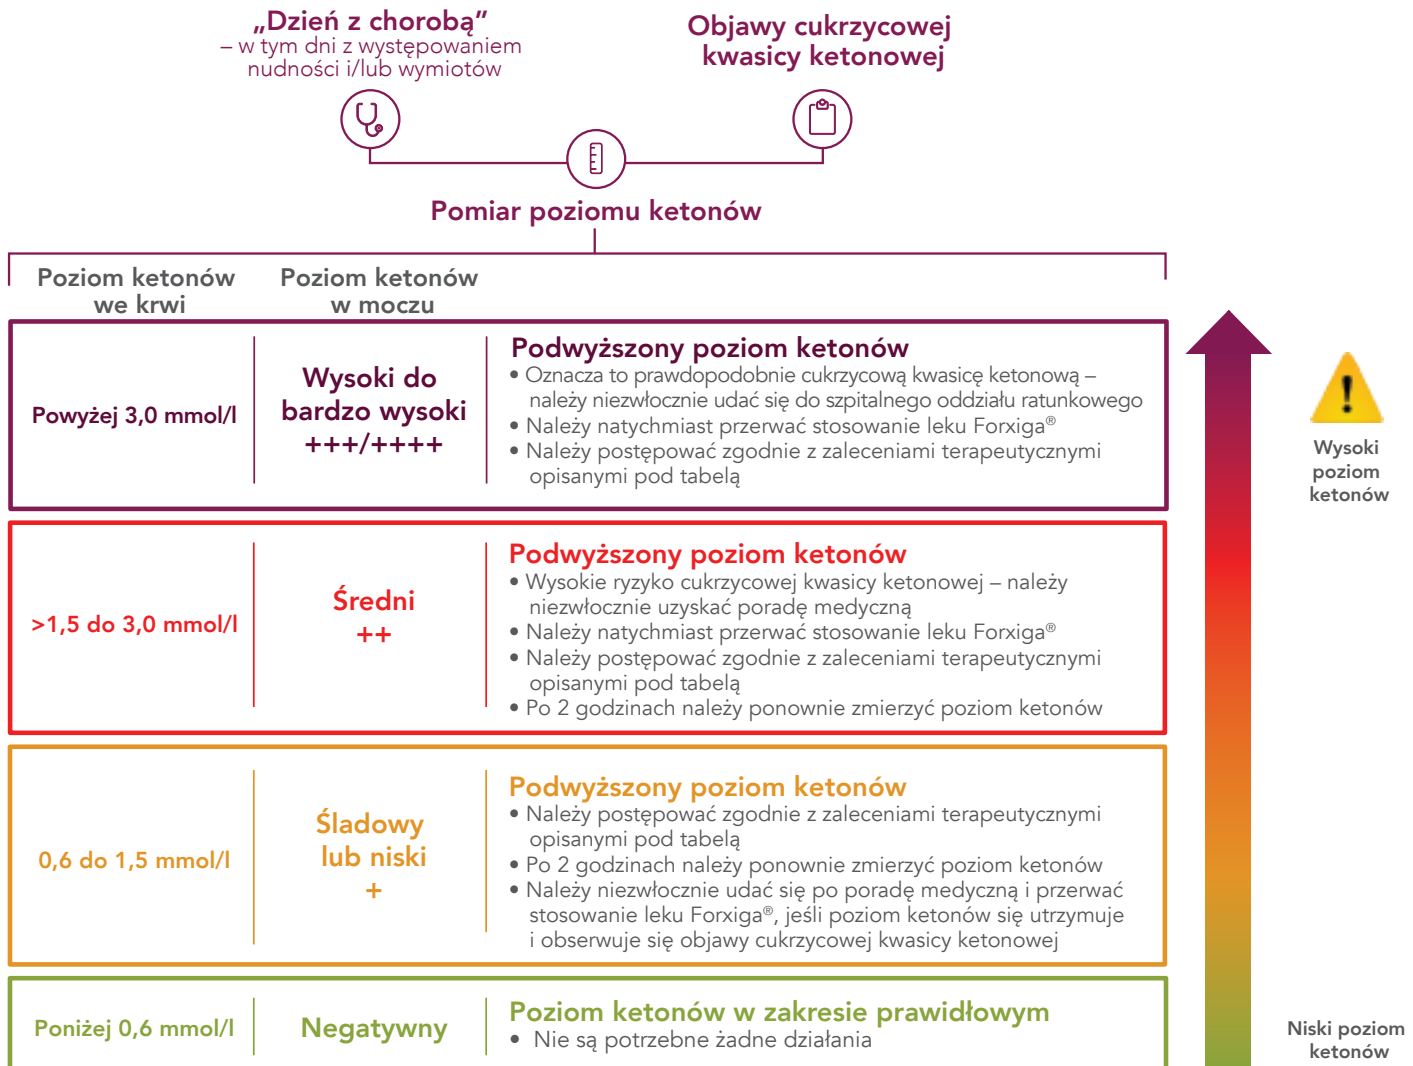 „Dzień z chorobą”
– w tym dni z występowaniem
nudności i/lub wymiotów
Objawy cukrzycowej
kwasicy ketonowej
Pomiar poziomu ketonów
Poziom ketonów
we krwi
Poziom ketonów
w moczu
Powyżej 3,0 mmol/l
Wysoki do
bardzo wysoki
+++/++++
Podwyższony poziom ketonów
• Oznacza to prawdopodobnie cukrzycową kwasicę ketonową –
należy niezwłocznie udać się do szpitalnego oddziału ratunkowego
• Należy natychmiast przerwać stosowanie leku Forxiga®
• Należy postępować zgodnie z zaleceniami terapeutycznymi
opisanymi pod tabelą
>1,5 do 3,0 mmol/l
Średni
++
Podwyższony poziom ketonów
• Wysokie ryzyko cukrzycowej kwasicy ketonowej – należy
niezwłocznie uzyskać poradę medyczną
• Należy natychmiast przerwać stosowanie leku Forxiga®
• Należy postępować zgodnie z zaleceniami terapeutycznymi
opisanymi pod tabelą
• Po 2 godzinach należy ponownie zmierzyć poziom ketonów
0,6 do 1,5 mmol/l
Śladowy
lub niski
+
Podwyższony poziom ketonów
• Należy postępować zgodnie z zaleceniami terapeutycznymi
opisanymi pod tabelą
• Po 2 godzinach należy ponownie zmierzyć poziom ketonów
• Należy niezwłocznie udać się po poradę medyczną i przerwać
stosowanie leku Forxiga®, jeśli poziom ketonów się utrzymuje
i obserwuje się objawy cukrzycowej kwasicy ketonowej
Poniżej 0,6 mmol/l
Negatywny
Poziom ketonów w zakresie prawidłowym
• Nie są potrzebne żadne działania
!
Wysoki
poziom
ketonów
Niski poziom
ketonów